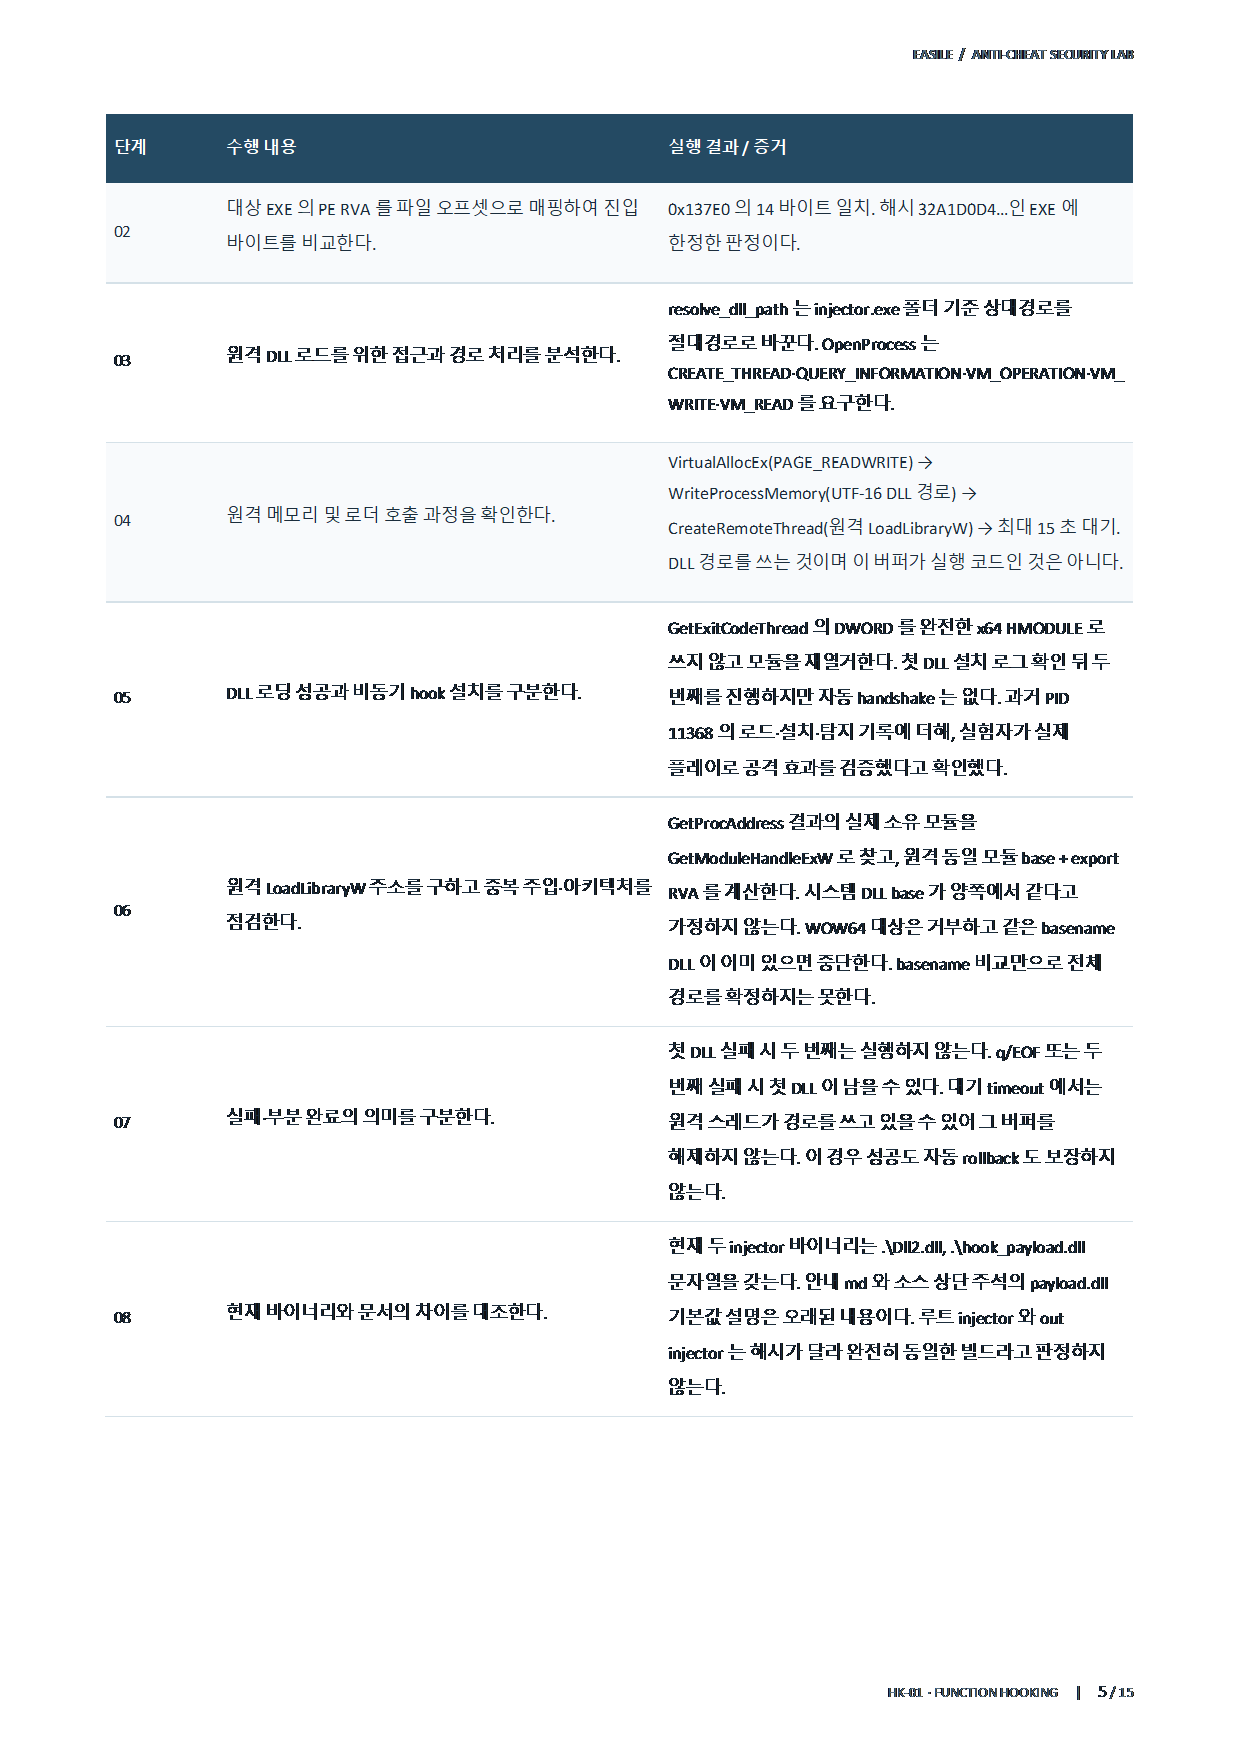 EASILE / ANTI-CHEAT SECURITY LAB
단계
수행 내용
실행 결과 / 증거
02
대상 EXE 의 PE RVA 를 파일 오프셋으로 매핑하여 진입
바이트를 비교한다.
0x137E0 의 14 바이트 일치. 해시 32A1D0D4…인 EXE 에
한정한 판정이다.
03
원격 DLL 로드를 위한 접근과 경로 처리를 분석한다.
resolve_dll_path 는 injector.exe 폴더 기준 상대경로를
절대경로로 바꾼다. OpenProcess 는
CREATE_THREAD·QUERY_INFORMATION·VM_OPERATION·VM_
WRITE·VM_READ 를 요구한다.
04
원격 메모리 및 로더 호출 과정을 확인한다.
VirtualAllocEx(PAGE_READWRITE) →
WriteProcessMemory(UTF-16 DLL 경로) →
CreateRemoteThread(원격 LoadLibraryW) → 최대 15 초 대기.
DLL 경로를 쓰는 것이며 이 버퍼가 실행 코드인 것은 아니다.
05
DLL 로딩 성공과 비동기 hook 설치를 구분한다.
GetExitCodeThread 의 DWORD 를 완전한 x64 HMODULE 로
쓰지 않고 모듈을 재열거한다. 첫 DLL 설치 로그 확인 뒤 두
번째를 진행하지만 자동 handshake 는 없다. 과거 PID
11368 의 로드·설치·탐지 기록에 더해, 실험자가 실제
플레이로 공격 효과를 검증했다고 확인했다.
06
원격 LoadLibraryW 주소를 구하고 중복 주입·아키텍처를
점검한다.
GetProcAddress 결과의 실제 소유 모듈을
GetModuleHandleExW 로 찾고, 원격 동일 모듈 base + export
RVA 를 계산한다. 시스템 DLL base 가 양쪽에서 같다고
가정하지 않는다. WOW64 대상은 거부하고 같은 basename
DLL 이 이미 있으면 중단한다. basename 비교만으로 전체
경로를 확정하지는 못한다.
07
실패·부분 완료의 의미를 구분한다.
첫 DLL 실패 시 두 번째는 실행하지 않는다. q/EOF 또는 두
번째 실패 시 첫 DLL 이 남을 수 있다. 대기 timeout 에서는
원격 스레드가 경로를 쓰고 있을 수 있어 그 버퍼를
해제하지 않는다. 이 경우 성공도 자동 rollback 도 보장하지
않는다.
08
현재 바이너리와 문서의 차이를 대조한다.
현재 두 injector 바이너리는 .\Dll2.dll, .\hook_payload.dll
문자열을 갖는다. 안내 md 와 소스 상단 주석의 payload.dll
기본값 설명은 오래된 내용이다. 루트 injector 와 out
injector 는 해시가 달라 완전히 동일한 빌드라고 판정하지
않는다.
HK-01 · FUNCTION HOOKING | 5 / 15